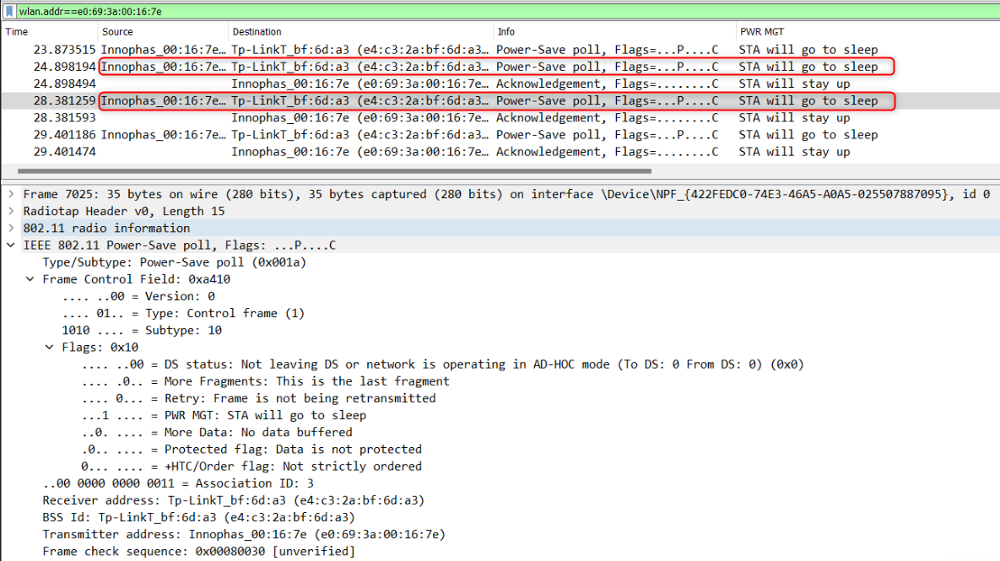 wlan.addr==e0:69:3a:00:16:7e
Time Source Destination Info PWR MGT
23.873515 Innophas_00:16:7e… Tp-LinkT_bf:6d:a3 (e4:c3:2a:bf:6d:a3… Power-Save poll, Flags=...P....C STA will go to sleep
24.898194 Innophas_00:16:7e… Tp-LinkT_bf:6d:a3 (e4:c3:2a:bf:6d:a3… Power-Save poll, Flags=...P....C STA will go to sleep
24.898494 Innophas_00:16:7e (e0:69:3a:00:16:7e… Acknowledgement, Flags=........C STA will stay up
28.381259 Innophas_00:16:7e… Tp-LinkT_bf:6d:a3 (e4:c3:2a:bf:6d:a3… Power-Save poll, Flags=...P....C STA will go to sleep
28.381593 Innophas_00:16:7e (e0:69:3a:00:16:7e… Acknowledgement, Flags=........C STA will stay up
29.401186 Innophas_00:16:7e… Tp-LinkT_bf:6d:a3 (e4:c3:2a:bf:6d:a3… Power-Save poll, Flags=...P....C STA will go to sleep
29.401474 Innophas_00:16:7e (e0:69:3a:00:16:7e… Acknowledgement, Flags=........C STA will stay up
Frame 7025: 35 bytes on wire (280 bits), 35 bytes captured (280 bits) on interface \Device\NPF_{422FEDC0-74E3-46A5-A0A5-025507887095}, id 0
Radiotap Header v0, Length 15
802.11 radio information
IEEE 802.11 Power-Save poll, Flags: ...P....C
Type/Subtype: Power-Save poll (0x001a)
Frame Control Field: 0xa410
.... ..00 = Version: 0
.... 01.. = Type: Control frame (1)
1010 .... = Subtype: 10
Flags: 0x10
.... ..00 = DS status: Not leaving DS or network is operating in AD-HOC mode (To DS: 0 From DS: 0) (0x0)
.... .0.. = More Fragments: This is the last fragment
.... 0... = Retry: Frame is not being retransmitted
...1 .... = PWR MGT: STA will go to sleep
..0. .... = More Data: No data buffered
.0.. .... = Protected flag: Data is not protected
0... .... = +HTC/Order flag: Not strictly ordered
..00 0000 0000 0011 = Association ID: 3
Receiver address: Tp-LinkT_bf:6d:a3 (e4:c3:2a:bf:6d:a3)
BSS Id: Tp-LinkT_bf:6d:a3 (e4:c3:2a:bf:6d:a3)
Transmitter address: Innophas_00:16:7e (e0:69:3a:00:16:7e)
Frame check sequence: 0x00080030 [unverified]